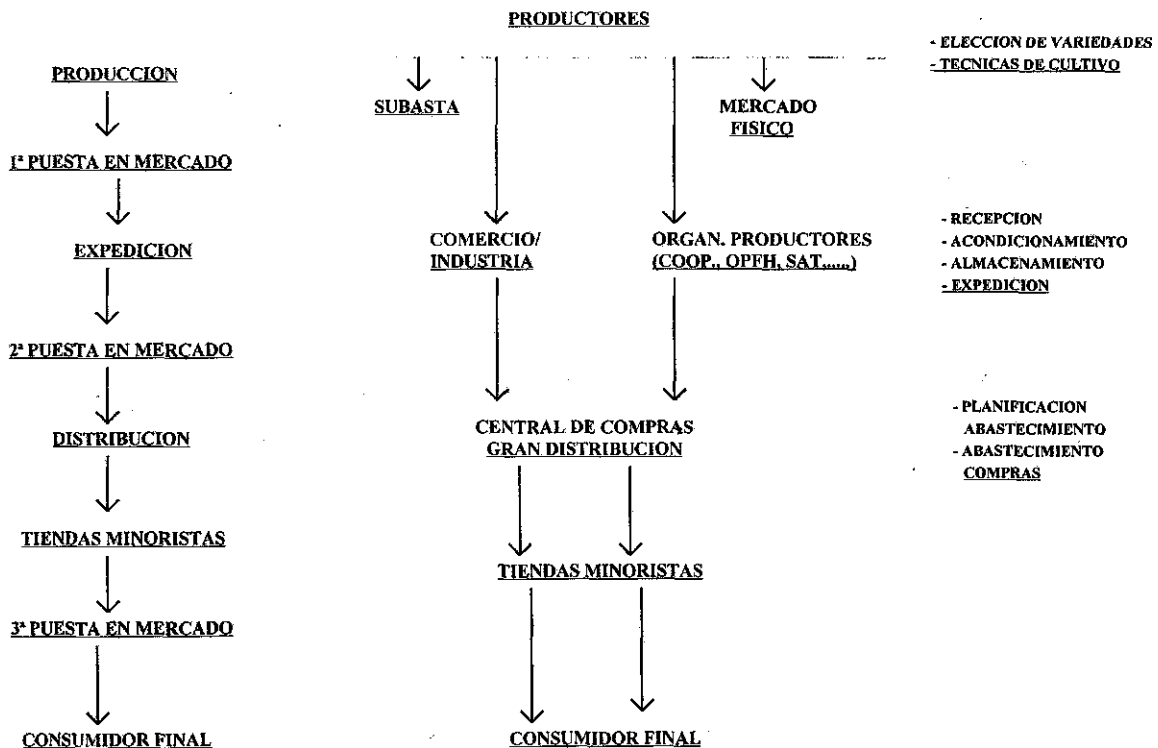 PRODUCTORES
- ELECCION DE VARIEDADES
- TECNICAS DE CULTIVO
PRODUCCION
SUBASTA
MERCADO
FISICO
1ª PUESTA EN MERCADO
EXPEDICION
COMERCIO/
INDUSTRIA
ORGAN. PRODUCTORES
(COOP., OPFH, SAT,.....)
- RECEPCION
- ACONDICIONAMIENTO
- ALMACENAMIENTO
- EXPEDICION
2ª PUESTA EN MERCADO
DISTRIBUCION
CENTRAL DE COMPRAS
GRAN DISTRIBUCION
- PLANIFICACION
ABASTECIMIENTO
- ABASTECIMIENTO
COMPRAS
TIENDAS MINORISTAS
TIENDAS MINORISTAS
3ª PUESTA EN MERCADO
CONSUMIDOR FINAL
CONSUMIDOR FINAL